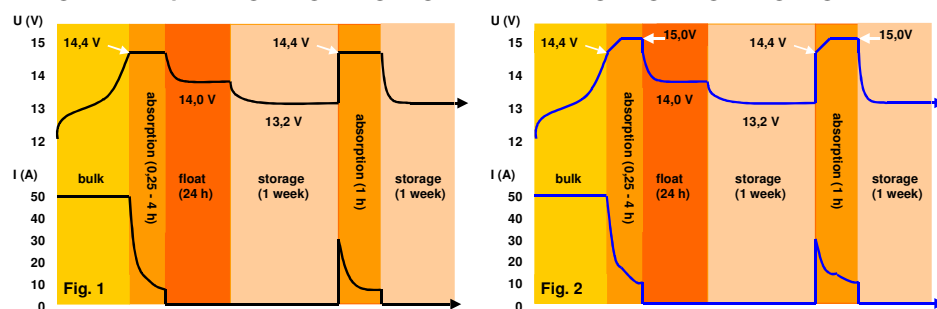 U (V)
15
14
13
12
14,4 V
14,4 V
14,0 V
13,2 V
I (A)
50
40
30
20
10
0
bulk
absorption (0,25 - 4 h)
float
(24 h)
storage
(1 week)
absorption (1 h)
storage
(1 week)
Fig. 1
U (V)
15
14
13
12
14,4 V
15,0V
14,4 V
15,0V
14,0 V
13,2 V
I (A)
50
40
30
20
10
0
bulk
absorption (0,25 - 4 h)
float
(24 h)
storage
(1 week)
absorption (1 h)
storage
(1 week)
Fig. 2